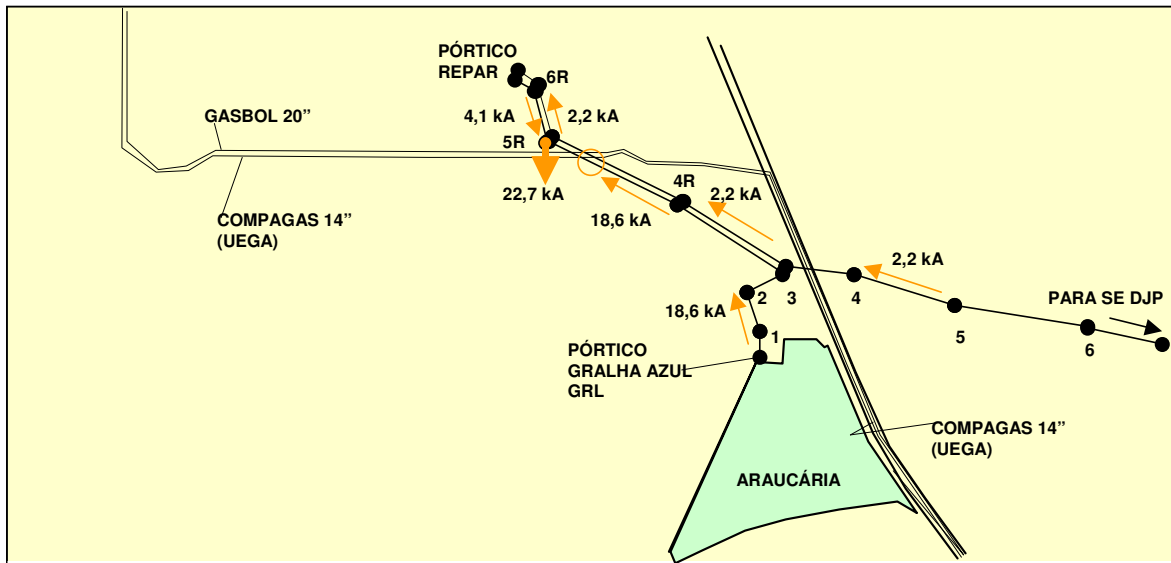 PÓRTICO
REPAR
6R
GASBOL 20”
4,1 kA
2,2 kA
5R
4R
2,2 kA
22,7 kA
18,6 kA
COMPAGAS 14”
(UEGA)
2,2 kA
2
3
4
PARA SE DJP
18,6 kA
1
5
6
PÓRTICO
GRALHA AZUL
GRL
COMPAGAS 14”
(UEGA)
ARAUCÁRIA